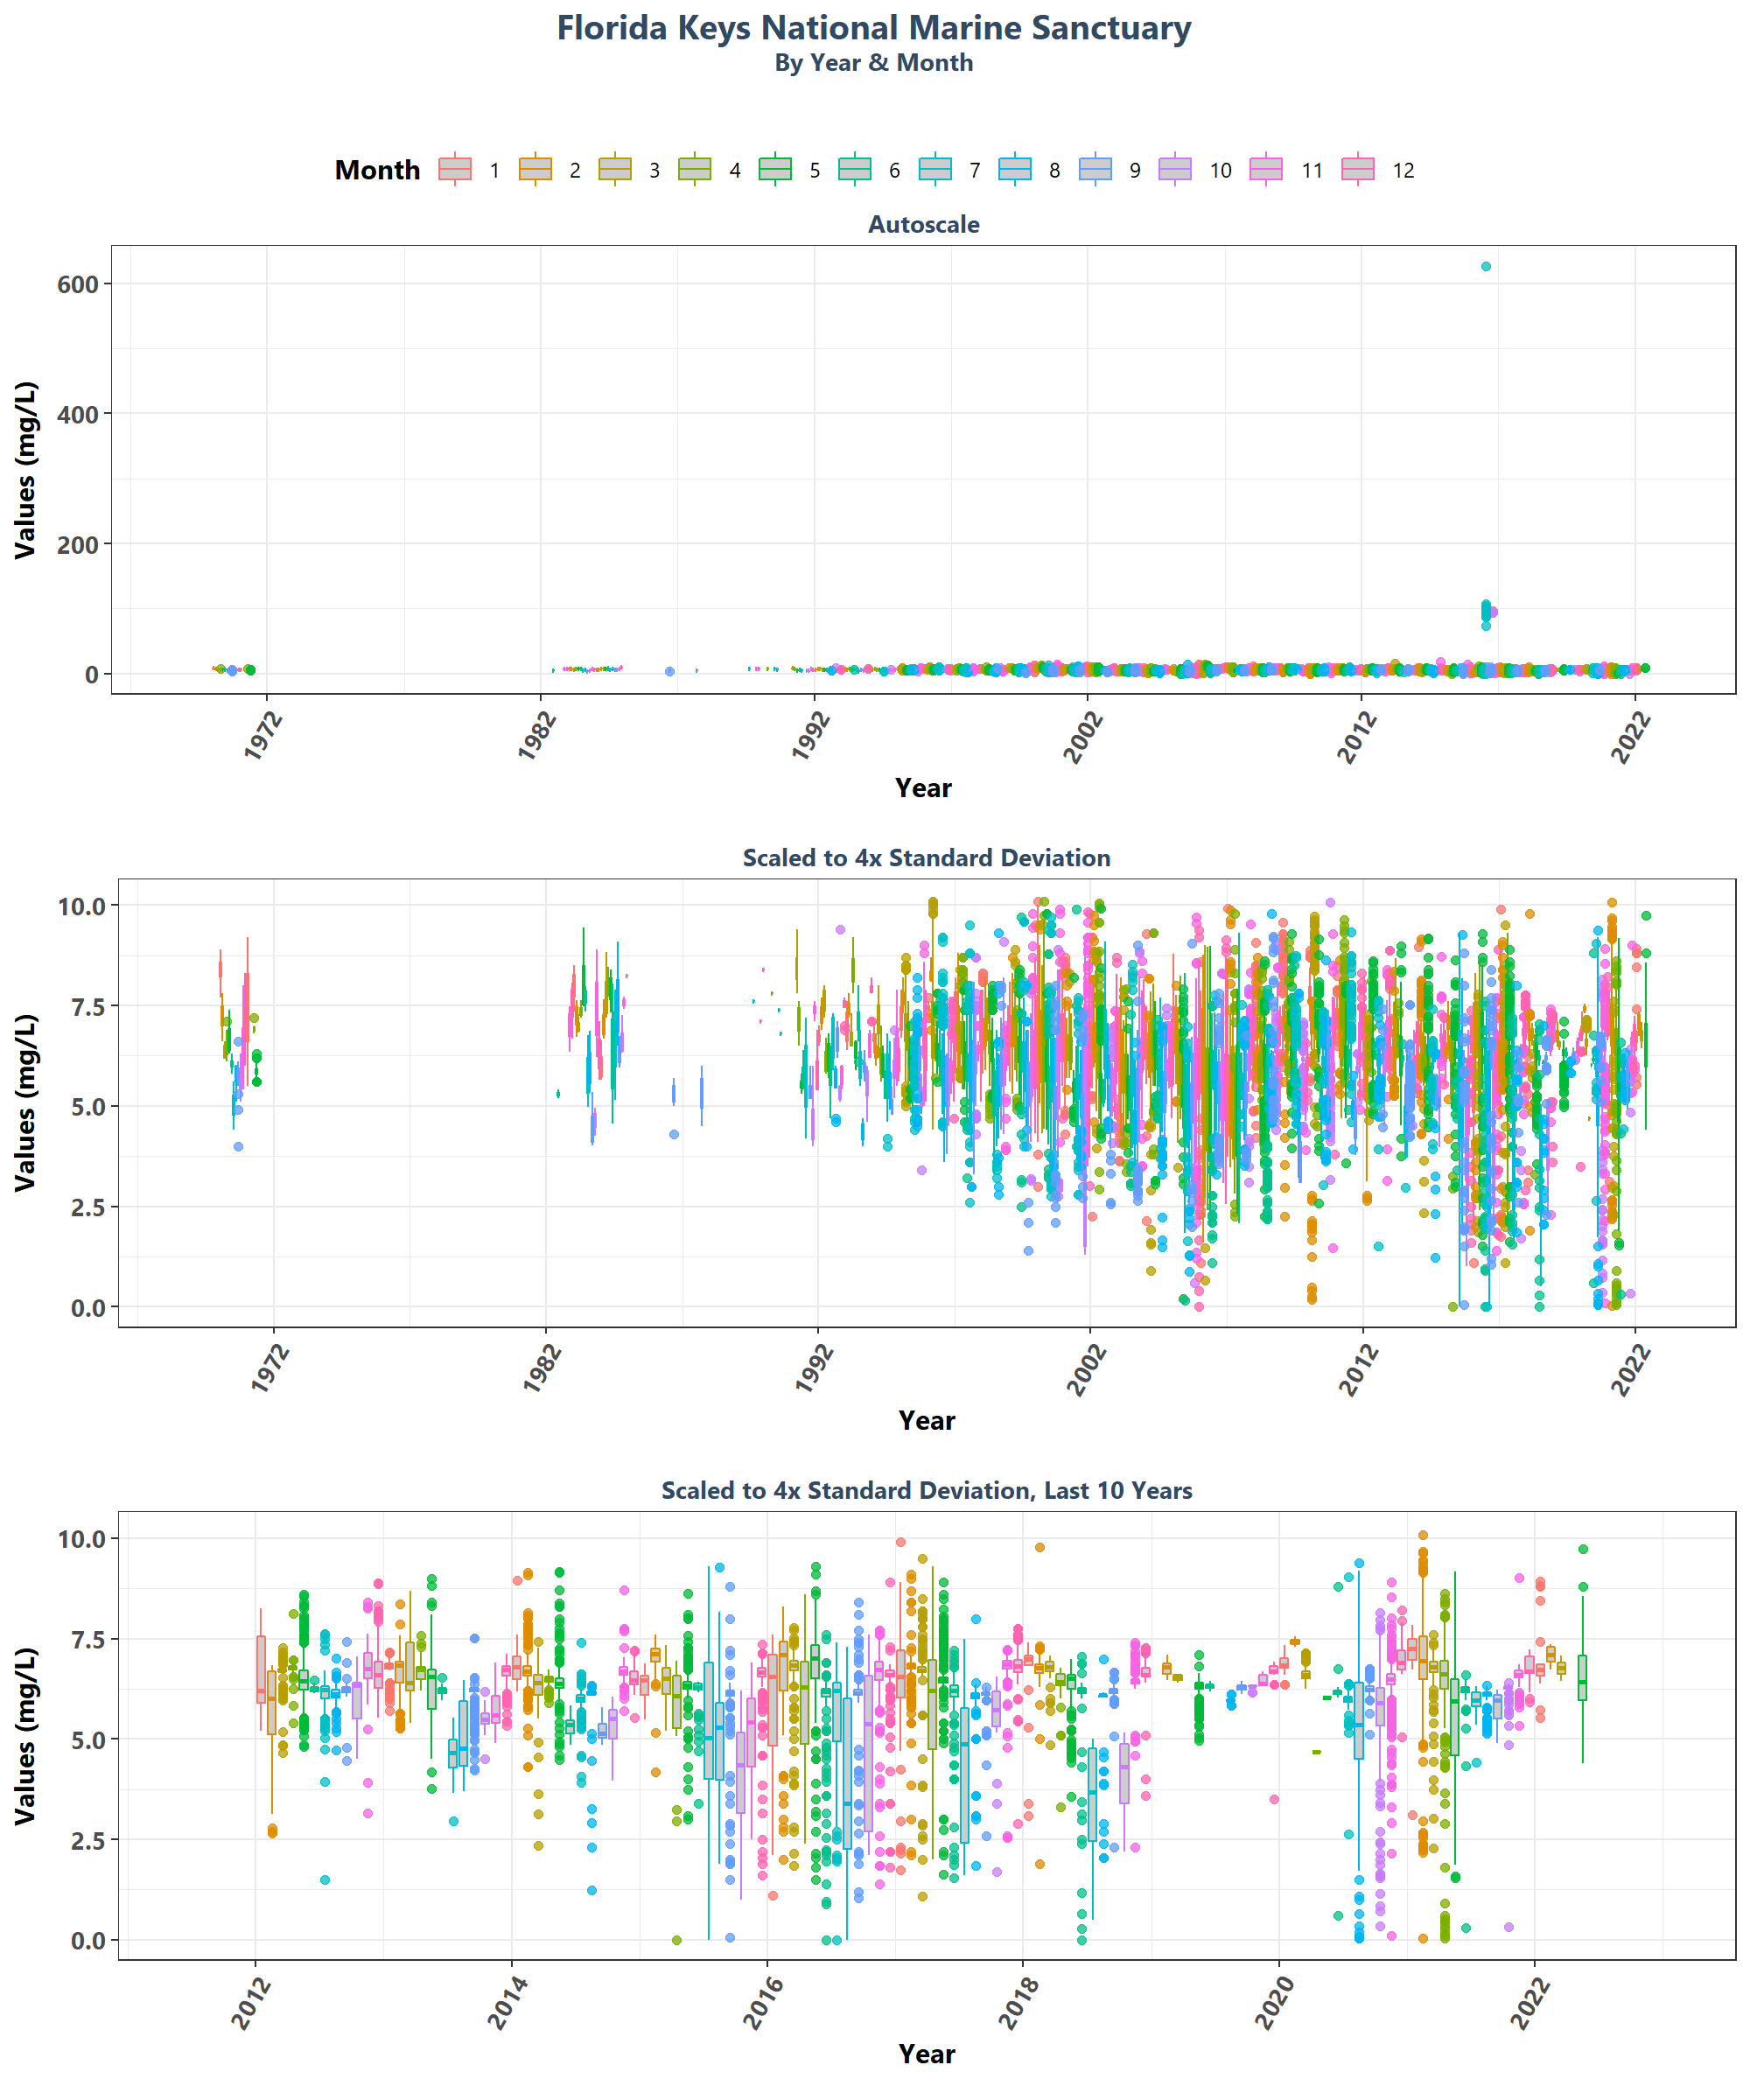 Florida Keys National Marine Sanctuary
By Year & Month
Month 1 2 3 4 5 6 7 8 9 10 11 12
Autoscale
Values (mg/L)
600
400
200
0
1972 1982 1992 2002 2012 2022
Year
Scaled to 4x Standard Deviation
Values (mg/L)
10.0
7.5
5.0
2.5
0.0
1972 1982 1992 2002 2012 2022
Year
Scaled to 4x Standard Deviation, Last 10 Years
Values (mg/L)
10.0
7.5
5.0
2.5
0.0
2012 2014 2016 2018 2020 2022
Year